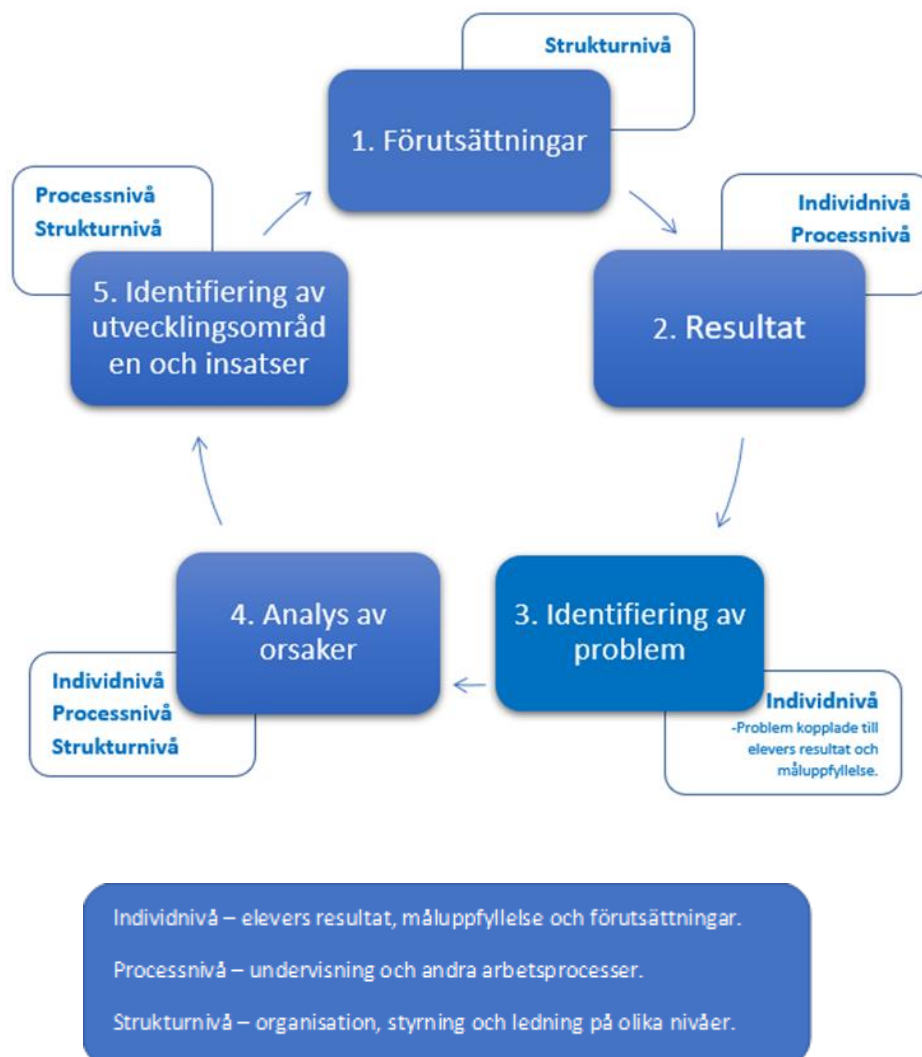 Strukturnivå
1. Förutsättningar
Individnivå
Processnivå
2. Resultat
3. Identifiering av
problem
Individnivå
-Problem kopplade till
elevers resultat och
måluppfyllelse.
4. Analys av
orsaker
Individnivå
Processnivå
Strukturnivå
Processnivå
Strukturnivå
5. Identifiering av
utvecklingsområd
en och insatser
Individnivå – elevers resultat, måluppfyllelse och förutsättningar.
Processnivå – undervisning och andra arbetsprocesser.
Strukturnivå – organisation, styrning och ledning på olika nivåer.